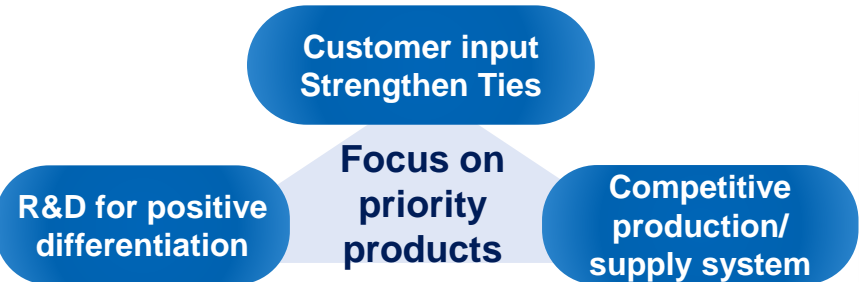 Customer input
Strengthen Ties
Focus on
priority
products
R&D for positive
differentiation
Competitive
production/
supply system